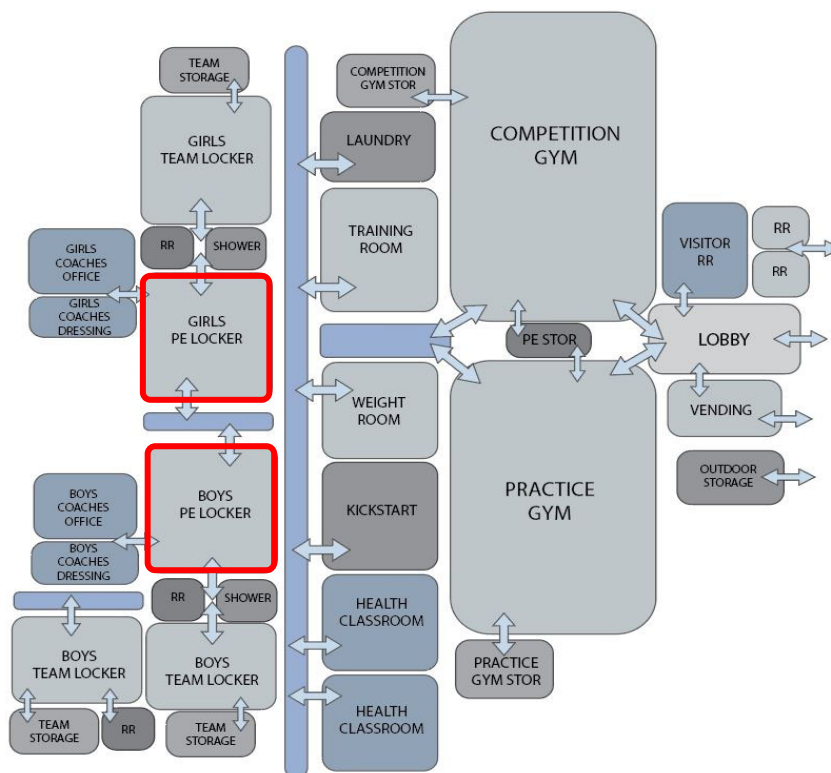 TEAM
STORAGE
GIRLS
TEAM LOCKER
RR
SHOWER
GIRLS
COACHES
OFFICE
GIRLS
COACHES
DRESSING
GIRLS
PE LOCKER
BOYS
PE LOCKER
BOYS
COACHES
OFFICE
BOYS
COACHES
DRESSING
RR
SHOWER
BOYS
TEAM LOCKER
BOYS
TEAM LOCKER
TEAM
STORAGE
RR
TEAM
STORAGE
COMPETITION
GYM STOR
LAUNDRY
TRAINING
ROOM
WEIGHT
ROOM
KICKSTART
HEALTH
CLASSROOM
HEALTH
CLASSROOM
COMPETITION
GYM
PE STOR
PRACTICE
GYM
PRACTICE
GYM STOR
VISITOR
RR
RR
RR
LOBBY
VENDING
OUTDOOR
STORAGE